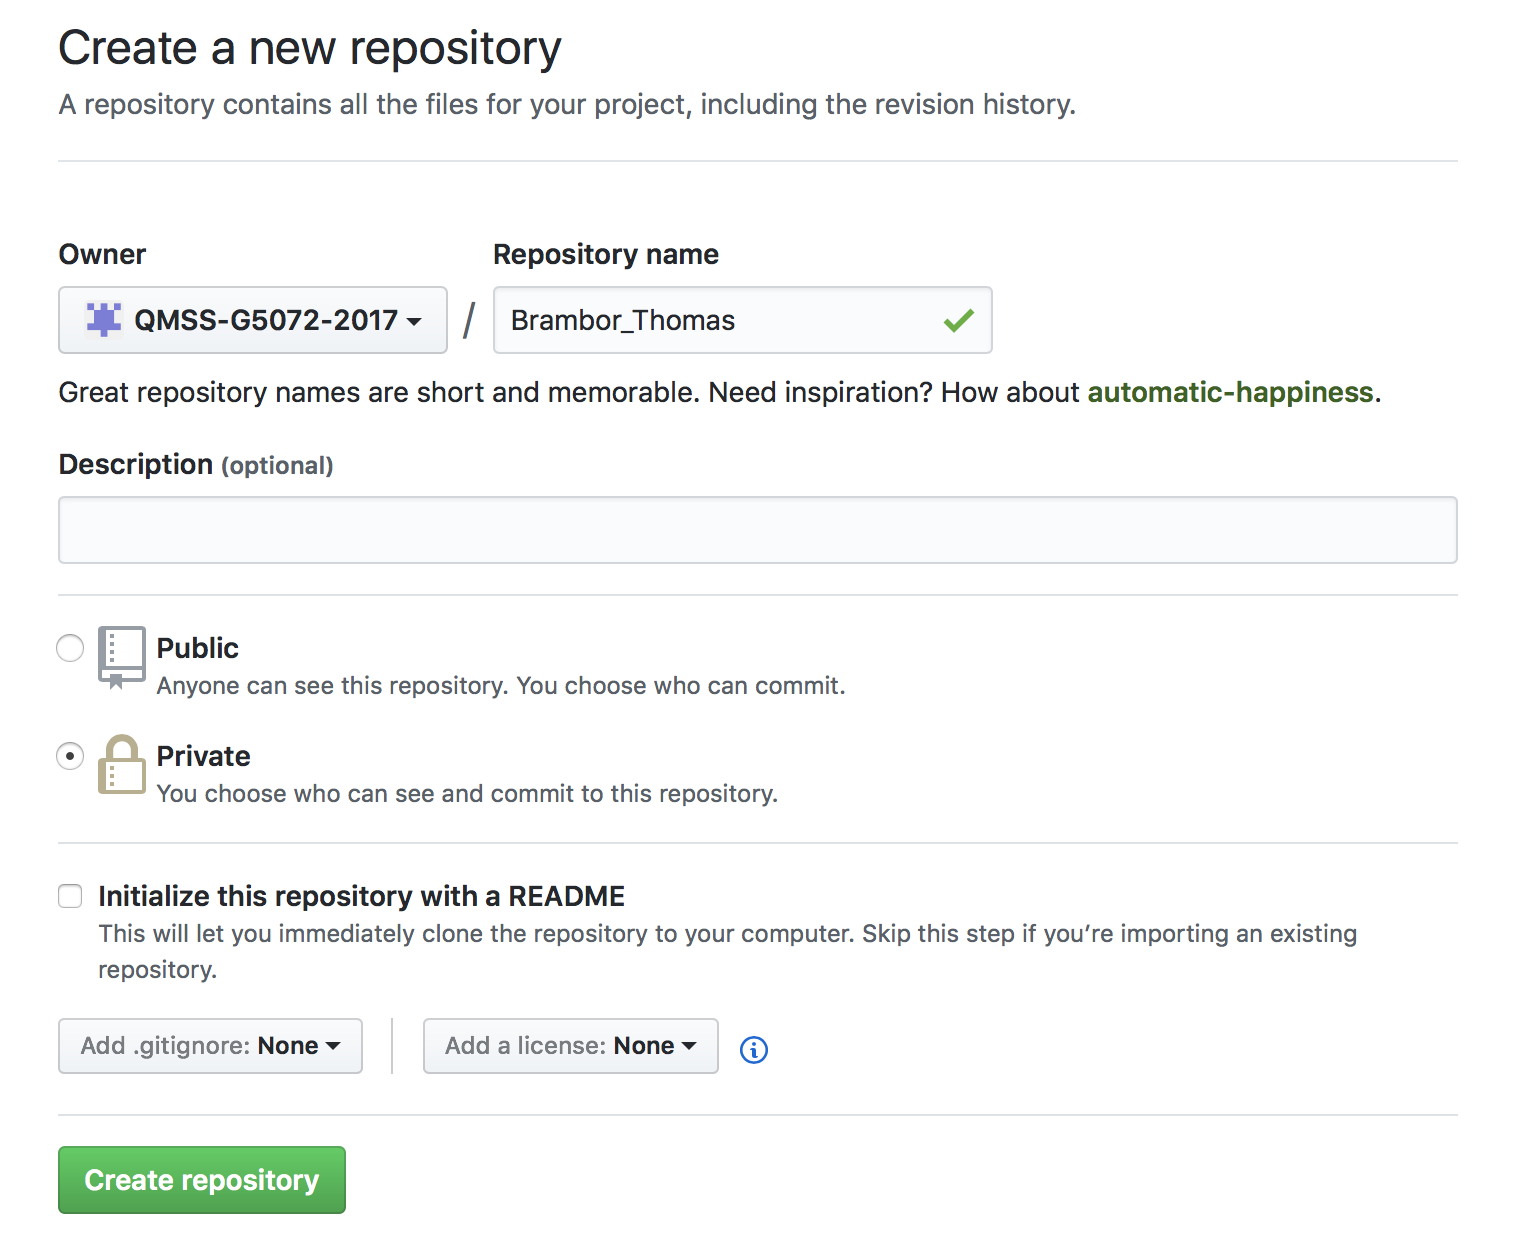 Create a new repository
A repository contains all the files for your project, including the revision history.
Owner
Repository name
QMSS-G5072-2017 / Brambor_Thomas
Great repository names are short and memorable. Need inspiration? How about automatic-happiness.
Description (optional)
Public
Anyone can see this repository. You choose who can commit.
Private
You choose who can see and commit to this repository.
Initialize this repository with a README
This will let you immediately clone the repository to your computer. Skip this step if you’re importing an existing
repository.
Add .gitignore: None
Add a license: None
Create repository